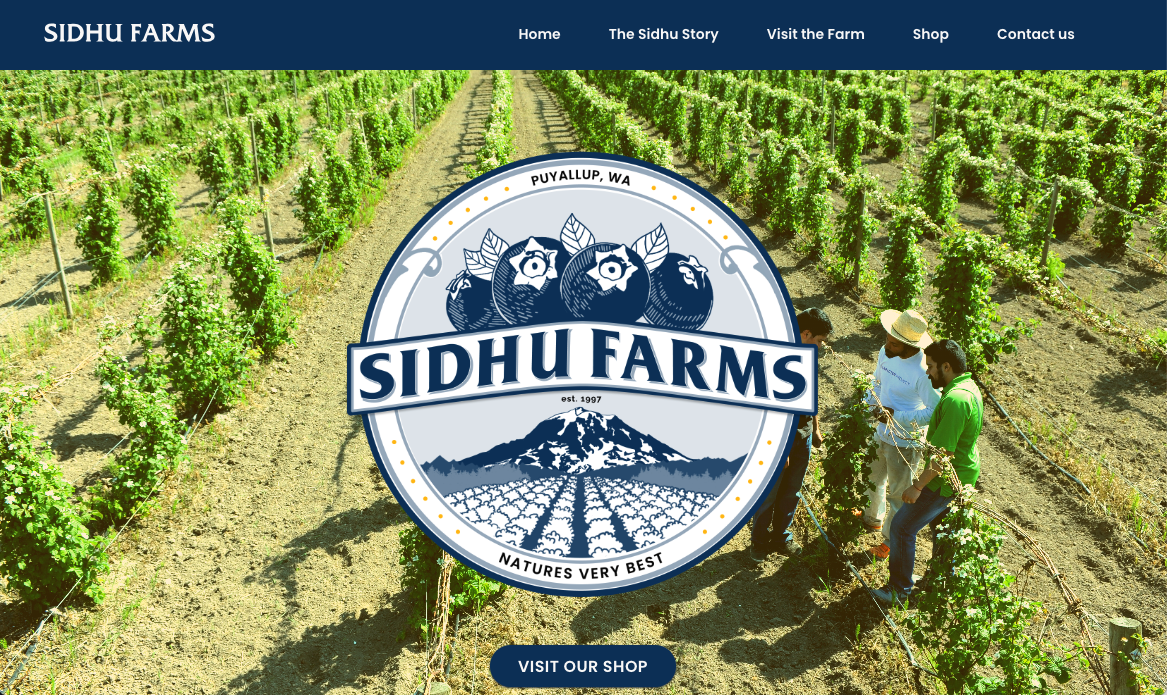 SIDHU FARMS
Home The Sidhu Story Visit the Farm Shop Contact us
PUYALLUP, WA
SIDHU FARMS
est. 1997
NATURES VERY BEST
VISIT OUR SHOP